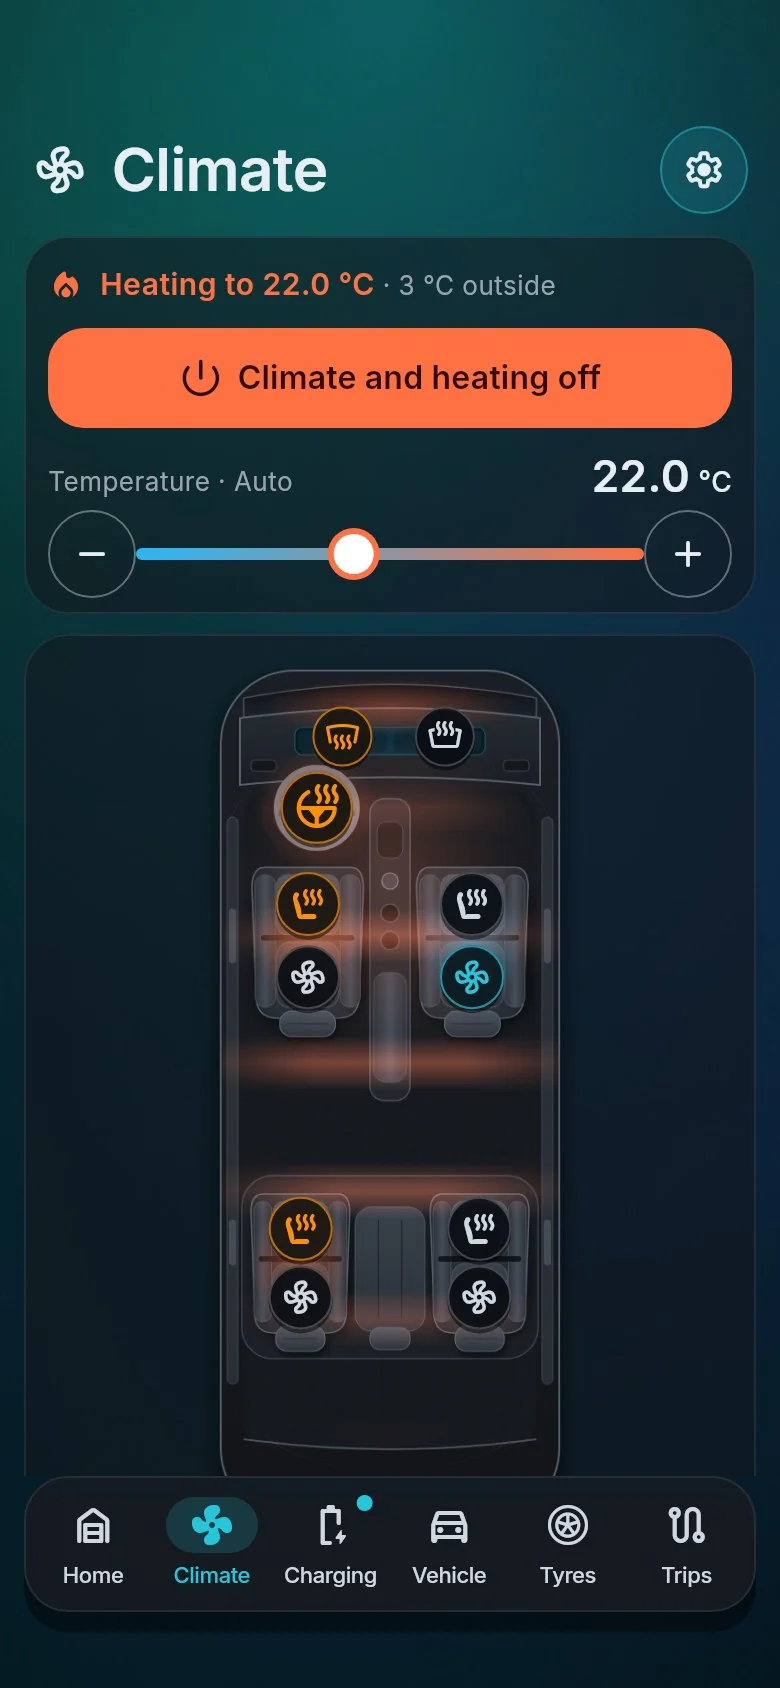 Climate
Heating to 22.0 °C · 3 °C outside
Climate and heating off
Temperature · Auto
22.0 °C
Home
Climate
Charging
Vehicle
Tyres
Trips